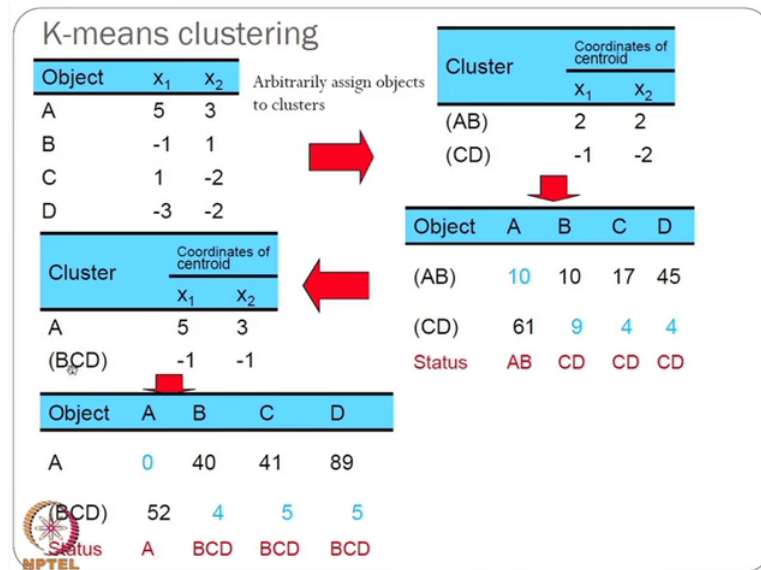 K-means clustering
Object x1 x2
A 5 3
B -1 1
C 1 -2
D -3 -2
Arbitrarily assign objects
to clusters
Cluster Coordinates of
centroid
x1 x2
(AB) 2 2
(CD) -1 -2
Object A B C D
(AB) 10 10 17 45
(CD) 61 9 4 4
Status AB CD CD CD
Cluster Coordinates of
centroid
x1 x2
A 5 3
(BCD) -1 -1
Object A B C D
A 0 40 41 89
(BCD) 52 4 5 5
Status A BCD BCD BCD
NPTEL